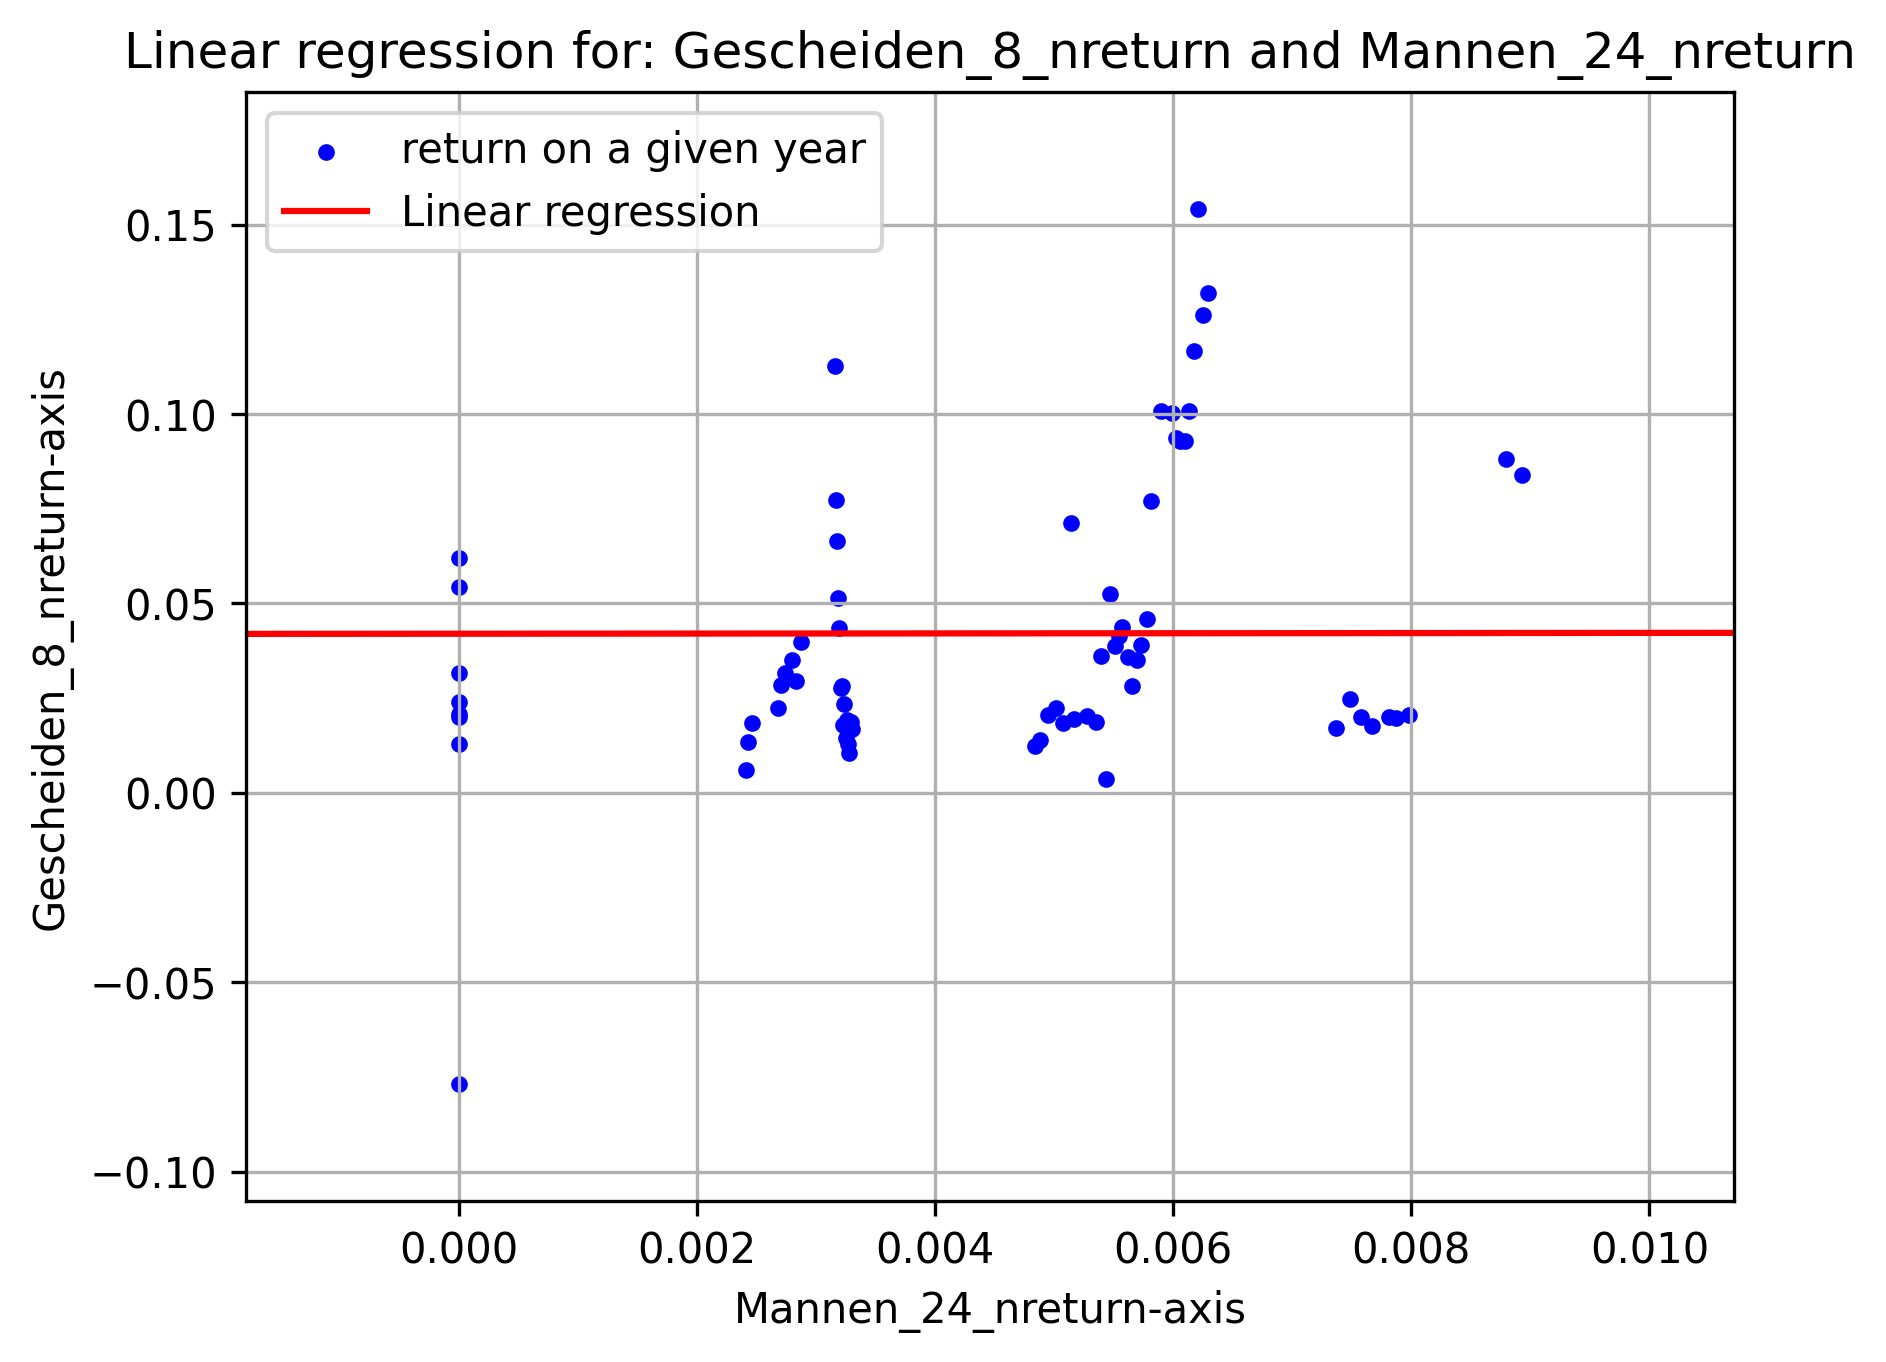 Linear regression for: Gescheiden_8_nreturn and Mannen_24_nreturn
return on a given year
Linear regression
0.15
0.10
0.05
0.00
−0.05
−0.10
Gescheiden_8_nreturn-axis
0.000 0.002 0.004 0.006 0.008 0.010
Mannen_24_nreturn-axis